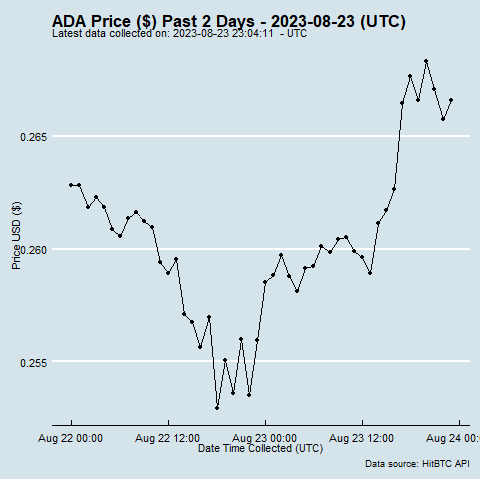 ADA Price ($) Past 2 Days - 2023-08-23 (UTC)
Latest data collected on: 2023-08-23 23:04:11 - UTC
0.265
0.260
0.255
Price USD ($)
Aug 22 00:00 Aug 22 12:00 Aug 23 00:00 Aug 23 12:00 Aug 24 00:
Date Time Collected (UTC)
Data source: HitBTC API